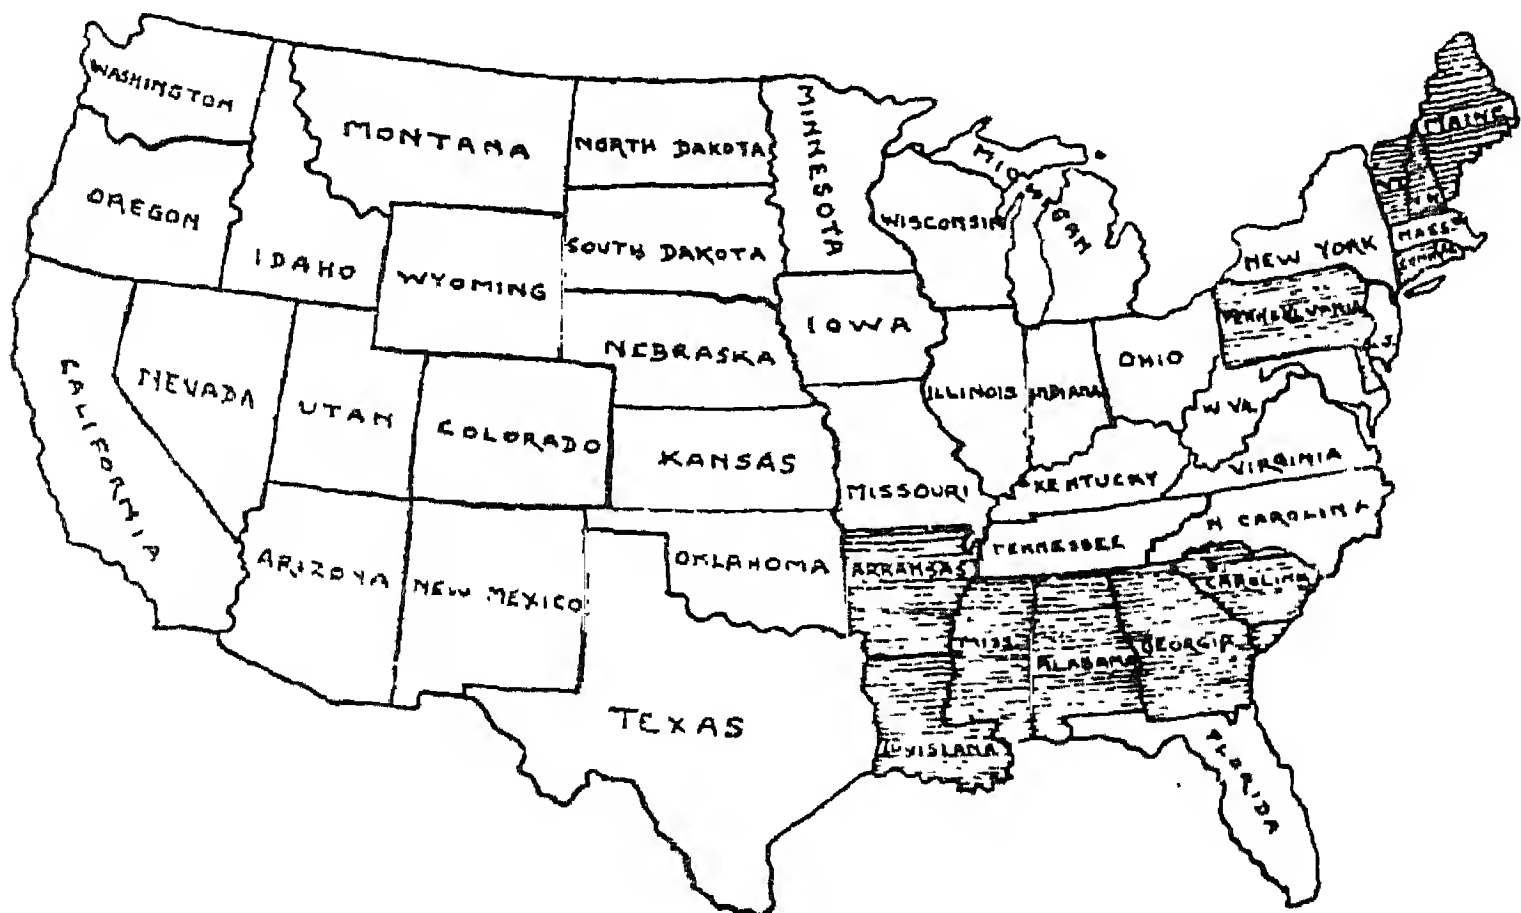 WASHINGTON
MONTANA
NORTH DAKOTA
MINNESOTA
MICHIGAN
MAINE
OREGON
IDAHO
WYOMING
SOUTH DAKOTA
WISCONSIN
VT
N H
MASS.
NEW YORK
NEBRASKA
IOWA
PENNSYLVANIA
CALIFORNIA
NEVADA
UTAH
COLORADO
KANSAS
ILLINOIS
INDIANA
OHIO
W VA.
VIRGINIA
MISSOURI
KENTUCKY
N CAROLINA
ARIZONA
NEW MEXICO
OKLAHOMA
ARKANSAS
TENNESSEE
CAROLINA
MISS.
ALABAMA
GEORGIA
TEXAS
LOUISIANA
FLORIDA